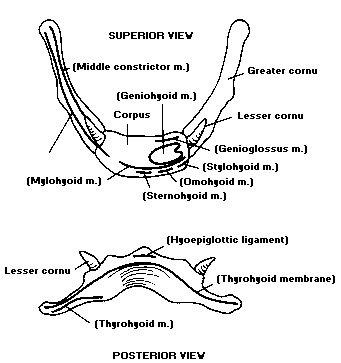 SUPERIOR VIEW
(Middle constrictor m.)
Greater cornu
(Geniohyoid m.)
Corpus
Lesser cornu
(Genioglossus m.)
(Stylohyoid m.)
(Mylohyoid m.)
(Omohyoid m.)
(Sternohyoid m.)
(Hyoepiglottic ligament)
Lesser cornu
(Thyrohyoid membrane)
(Thyrohyoid m.)
POSTERIOR VIEW